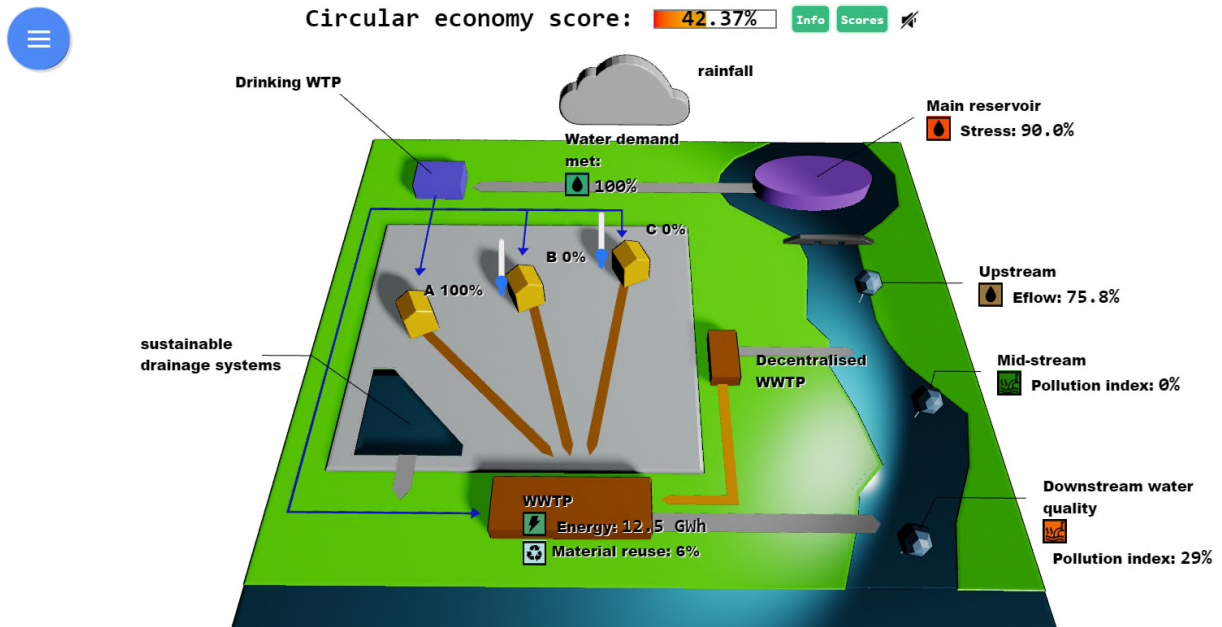 Circular economy score: 42.37% Info Scores
rainfall
Drinking WTP
Main reservoir
Stress: 90.0%
Water demand
met:
100%
C 0%
B 0%
A 100%
Upstream
Eflow: 75.8%
sustainable
drainage systems
Decentralised
WWTP
Mid-stream
Pollution index: 0%
WWTP
Energy: 12.5 GWh
Material reuse: 6%
Downstream water
quality
Pollution index: 29%